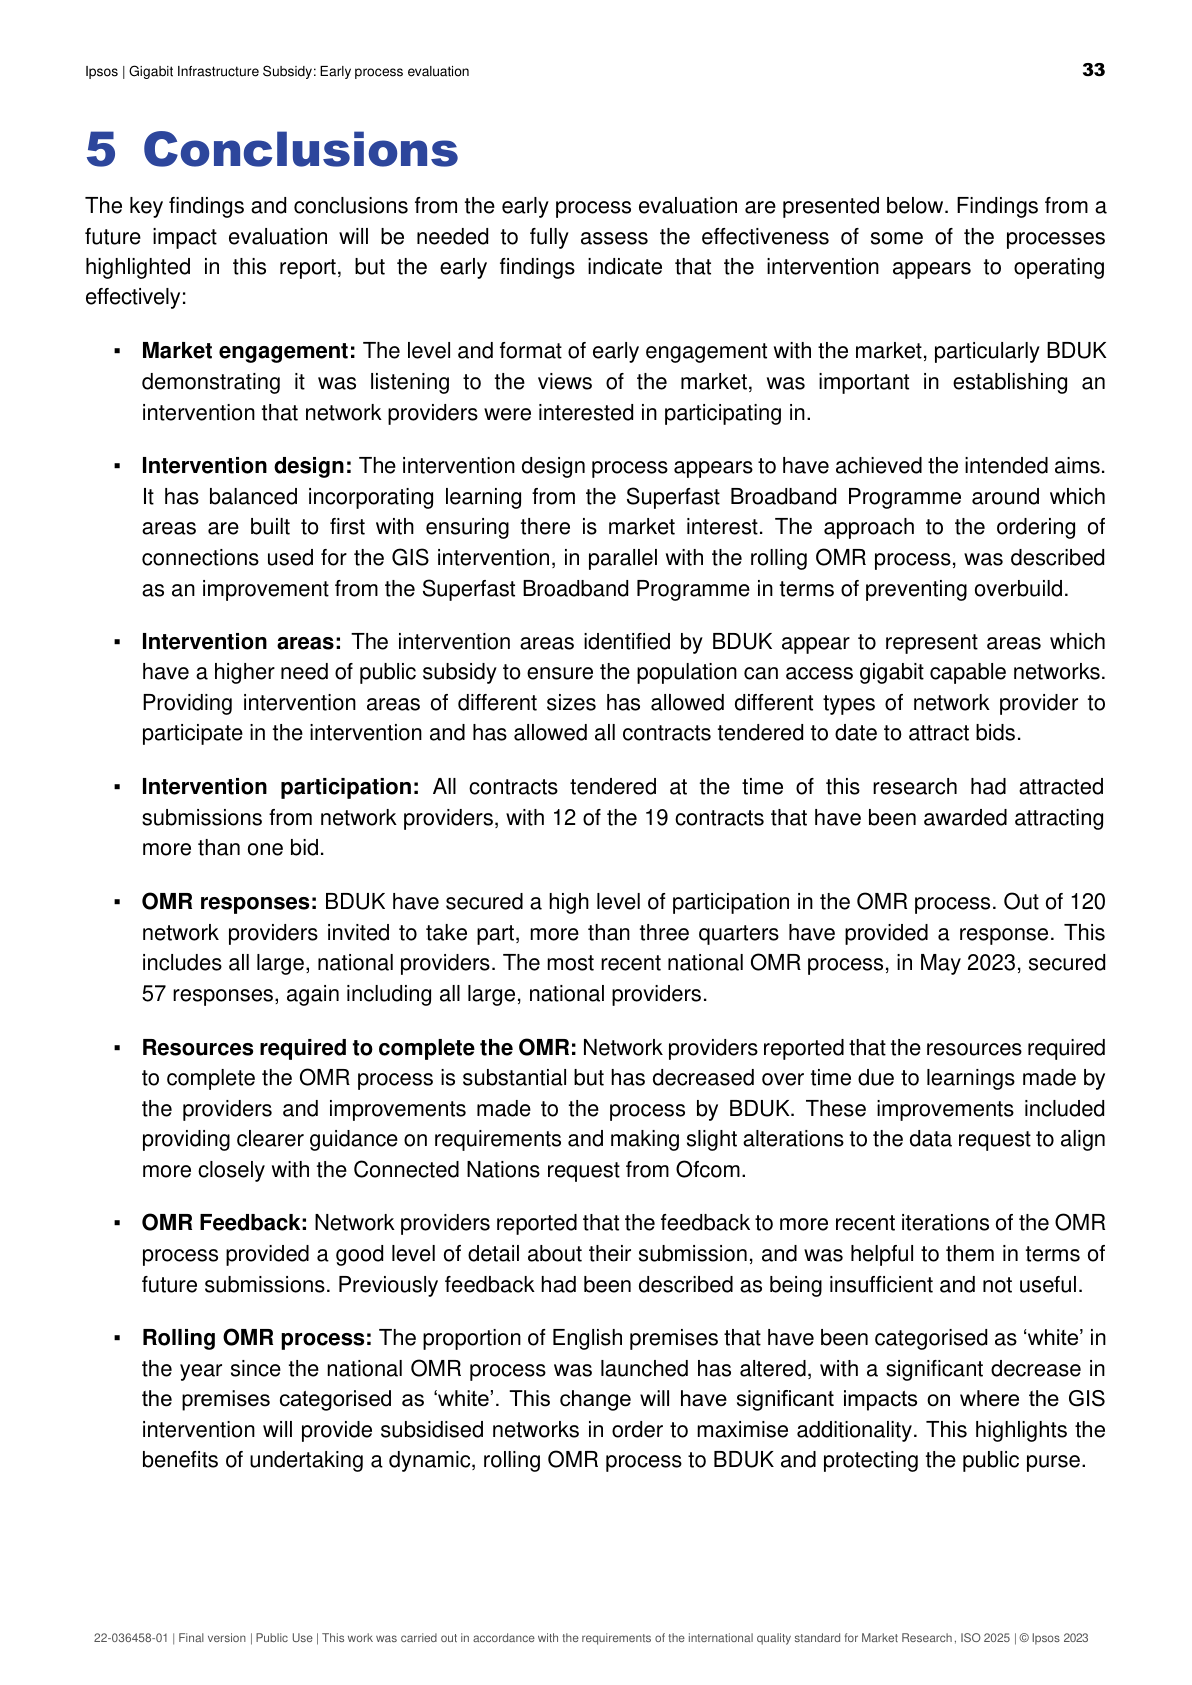 Ipsos | Gigabit Infrastructure Subsidy: Early process evaluation 33
5 Conclusions
The key findings and conclusions from the early process evaluation are presented below. Findings from a
future impact evaluation will be needed to fully assess the effectiveness of some of the processes
highlighted in this report, but the early findings indicate that the intervention appears to operating
effectively:
▪ Market engagement: The level and format of early engagement with the market, particularly BDUK
demonstrating it was listening to the views of the market, was important in establishing an
intervention that network providers were interested in participating in.
▪ Intervention design: The intervention design process appears to have achieved the intended aims.
It has balanced incorporating learning from the Superfast Broadband Programme around which
areas are built to first with ensuring there is market interest. The approach to the ordering of
connections used for the GIS intervention, in parallel with the rolling OMR process, was described
as an improvement from the Superfast Broadband Programme in terms of preventing overbuild.
▪ Intervention areas: The intervention areas identified by BDUK appear to represent areas which
have a higher need of public subsidy to ensure the population can access gigabit capable networks.
Providing intervention areas of different sizes has allowed different types of network provider to
participate in the intervention and has allowed all contracts tendered to date to attract bids.
▪ Intervention participation: All contracts tendered at the time of this research had attracted
submissions from network providers, with 12 of the 19 contracts that have been awarded attracting
more than one bid.
▪ OMR responses: BDUK have secured a high level of participation in the OMR process. Out of 120
network providers invited to take part, more than three quarters have provided a response. This
includes all large, national providers. The most recent national OMR process, in May 2023, secured
57 responses, again including all large, national providers.
▪ Resources required to complete the OMR: Network providers reported that the resources required
to complete the OMR process is substantial but has decreased over time due to learnings made by
the providers and improvements made to the process by BDUK. These improvements included
providing clearer guidance on requirements and making slight alterations to the data request to align
more closely with the Connected Nations request from Ofcom.
▪ OMR Feedback: Network providers reported that the feedback to more recent iterations of the OMR
process provided a good level of detail about their submission, and was helpful to them in terms of
future submissions. Previously feedback had been described as being insufficient and not useful.
▪ Rolling OMR process: The proportion of English premises that have been categorised as ‘white’ in
the year since the national OMR process was launched has altered, with a significant decrease in
the premises categorised as ‘white’. This change will have significant impacts on where the GIS
intervention will provide subsidised networks in order to maximise additionality. This highlights the
benefits of undertaking a dynamic, rolling OMR process to BDUK and protecting the public purse.
22-036458-01 | Final version | Public Use | This work was carried out in accordance with the requirements of the international quality standard for Market Research, ISO 2025 | © Ipsos 2023